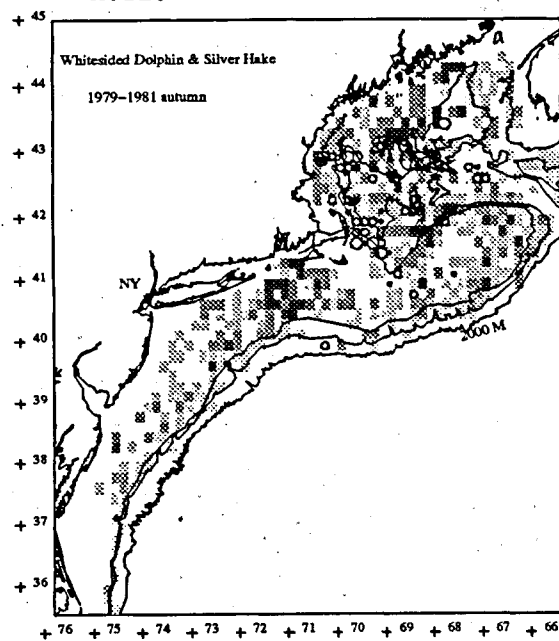 + 45
Whitesided Dolphin & Silver Hake
+ 44
1979-1981 autumn
+ 43
+ 42
+ 41
NY
+ 40
2000 M
+ 39
+ 38
+ 37
+ 36
+ 76 + 75 + 74 + 73 + 72 + 71 + 70 + 69 + 68 + 67 + 66